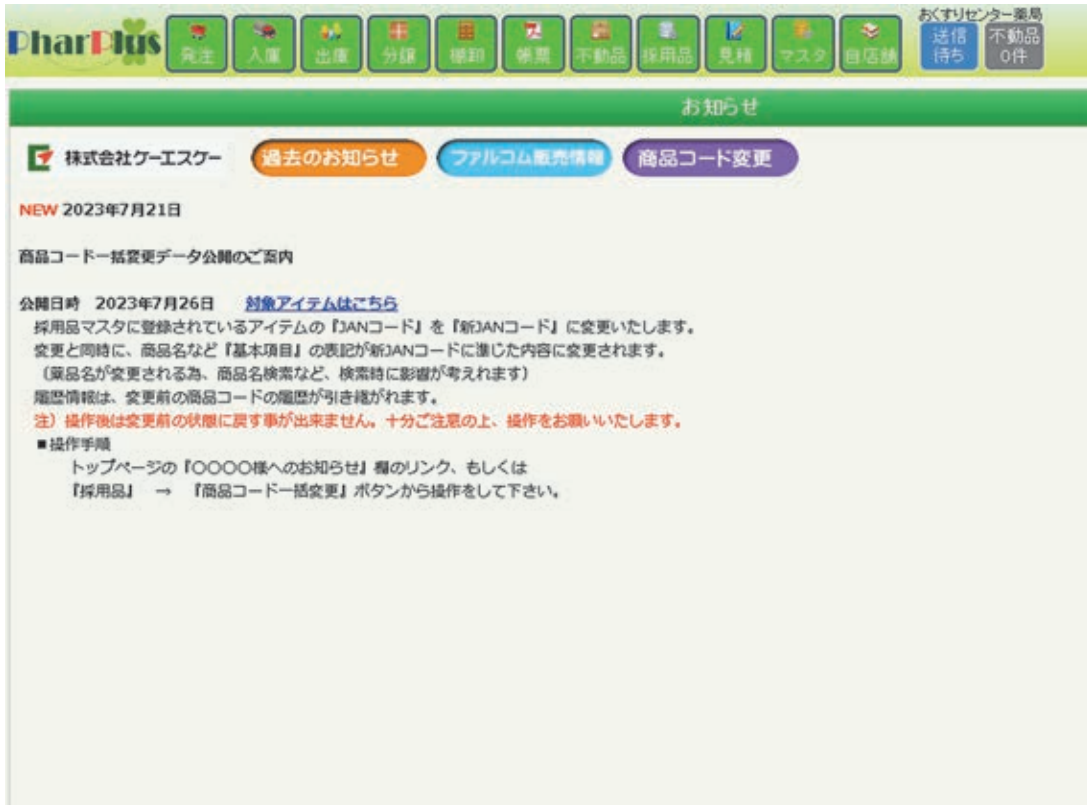 PharPlus
発注 入庫 出庫 分譲 棚卸 帳票 不動品 採用品 見積 マスタ 自店舗
おくすりセンター薬局
送信待ち 不動品0件
お知らせ
株式会社ケーエスケー 過去のお知らせ ファルコム販売情報 商品コード変更
NEW 2023年7月21日
商品コード一括変更データ公開のご案内
公開日時 2023年7月26日 対象アイテムはこちら
採用品マスタに登録されているアイテムの『JANコード』を『新JANコード』に変更いたします。
変更と同時に、商品名など『基本項目』の表記が新JANコードに準じた内容に変更されます。
（薬品名が変更される為、商品名検索など、検索時に影響が考えれます）
履歴情報は、変更前の商品コードの履歴が引き継がれます。
注）操作後は変更前の状態に戻す事が出来ません。十分ご注意の上、操作をお願いいたします。
■操作手順
トップページの『○○○○様へのお知らせ』欄のリンク、もしくは
『採用品』 → 『商品コード一括変更』ボタンから操作をして下さい。